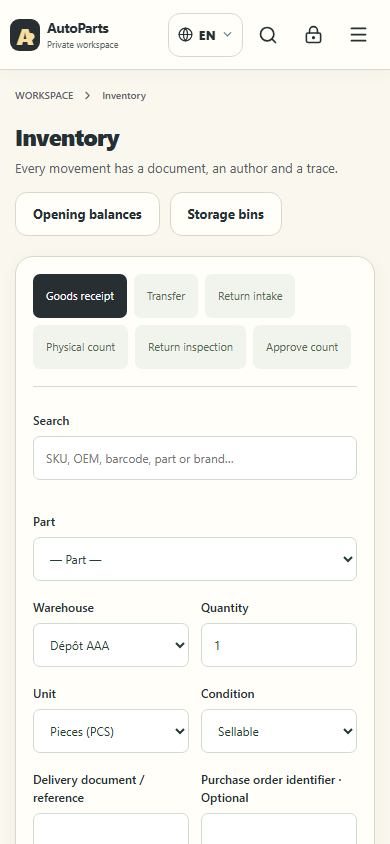 AutoParts
Private workspace
EN
WORKSPACE > Inventory
Inventory
Every movement has a document, an author and a trace.
Opening balances
Storage bins
Goods receipt
Transfer
Return intake
Physical count
Return inspection
Approve count
Search
SKU, OEM, barcode, part or brand...
Part
— Part —
Warehouse
Quantity
Dépôt AAA
1
Unit
Condition
Pieces (PCS)
Sellable
Delivery document /
reference
Purchase order identifier ·
Optional